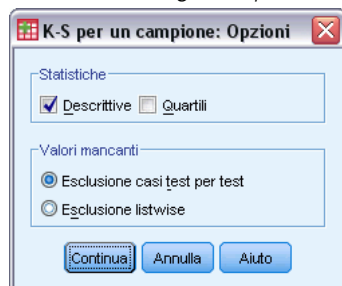 K-S per un campione: Opzioni
Statistiche
Descrittive Quartili
Valori mancanti
Esclusione casi test per test
Esclusione listwise
Continua Annulla Aiuto